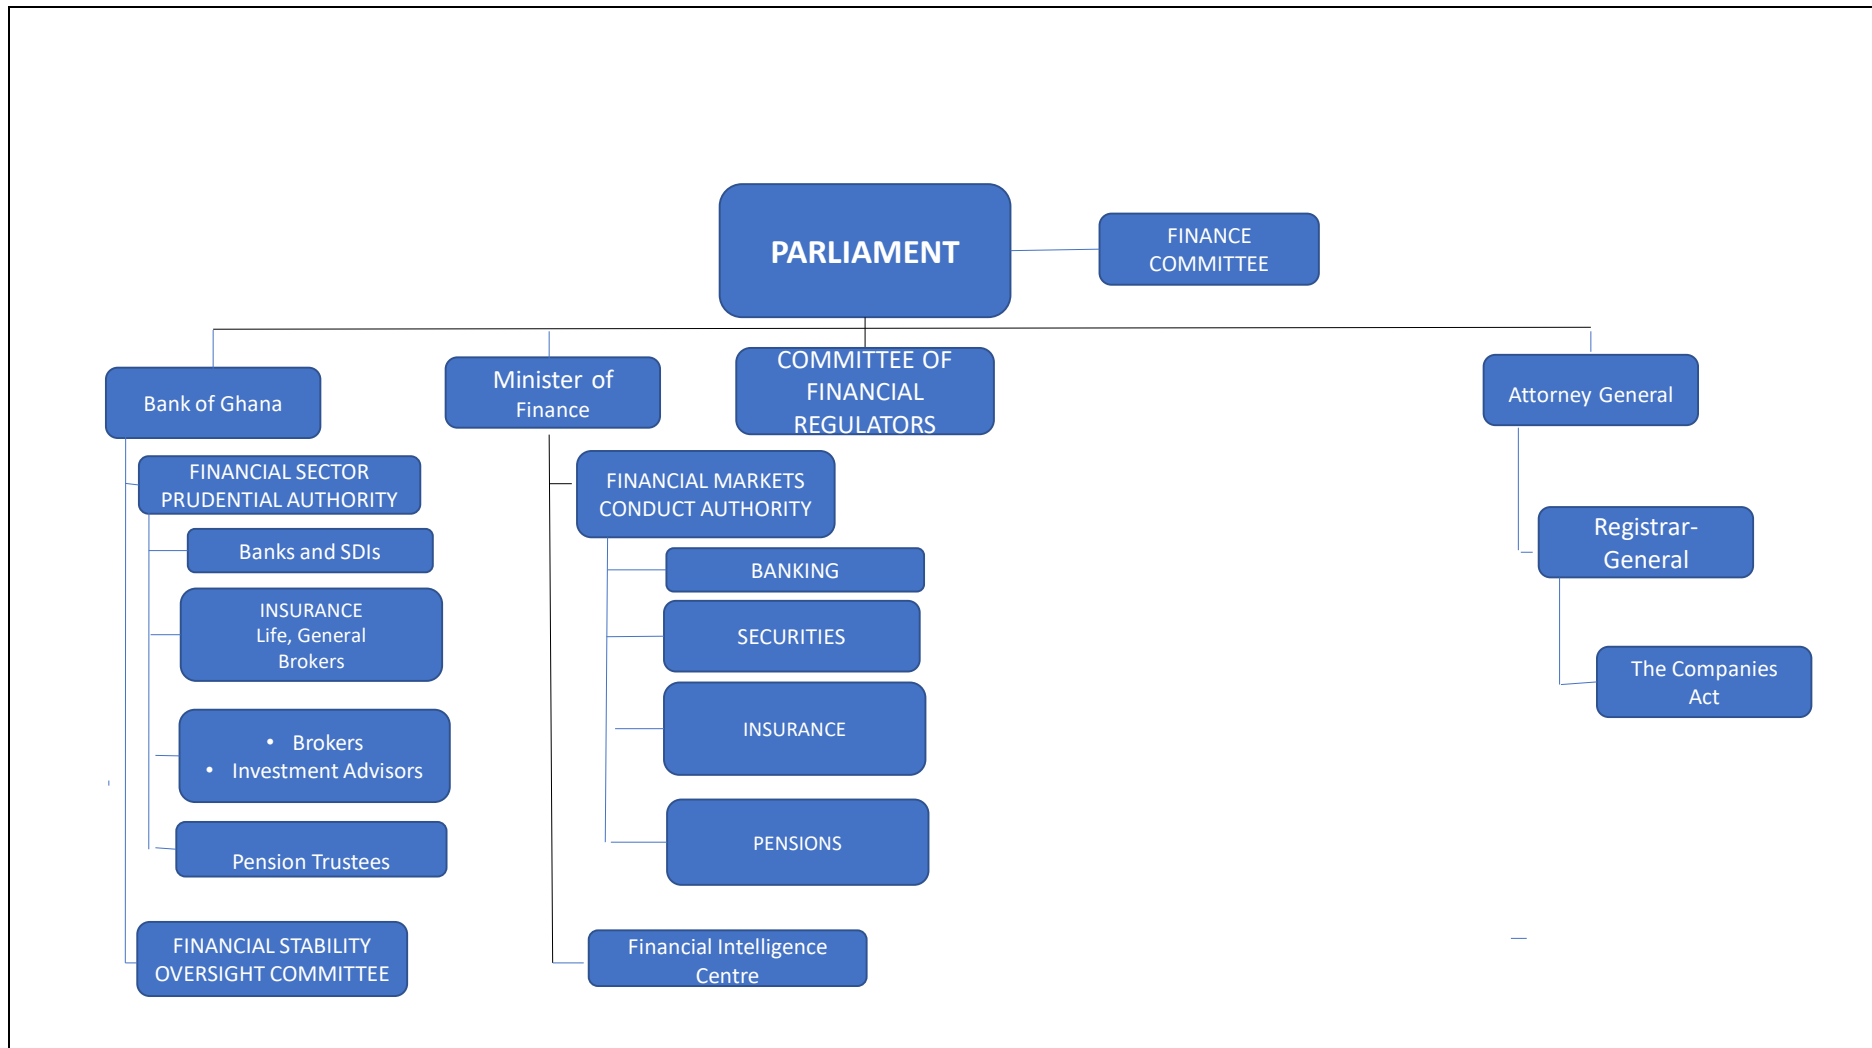 PARLIAMENT
FINANCE
COMMITTEE
Bank of Ghana
Minister of
Finance
COMMITTEE OF
FINANCIAL
REGULATORS
Attorney General
FINANCIAL SECTOR
PRUDENTIAL AUTHORITY
Banks and SDIs
INSURANCE
Life, General
Brokers
• Brokers
• Investment Advisors
Pension Trustees
FINANCIAL STABILITY
OVERSIGHT COMMITTEE
FINANCIAL MARKETS
CONDUCT AUTHORITY
BANKING
SECURITIES
INSURANCE
PENSIONS
Financial Intelligence
Centre
Registrar-
General
The Companies
Act